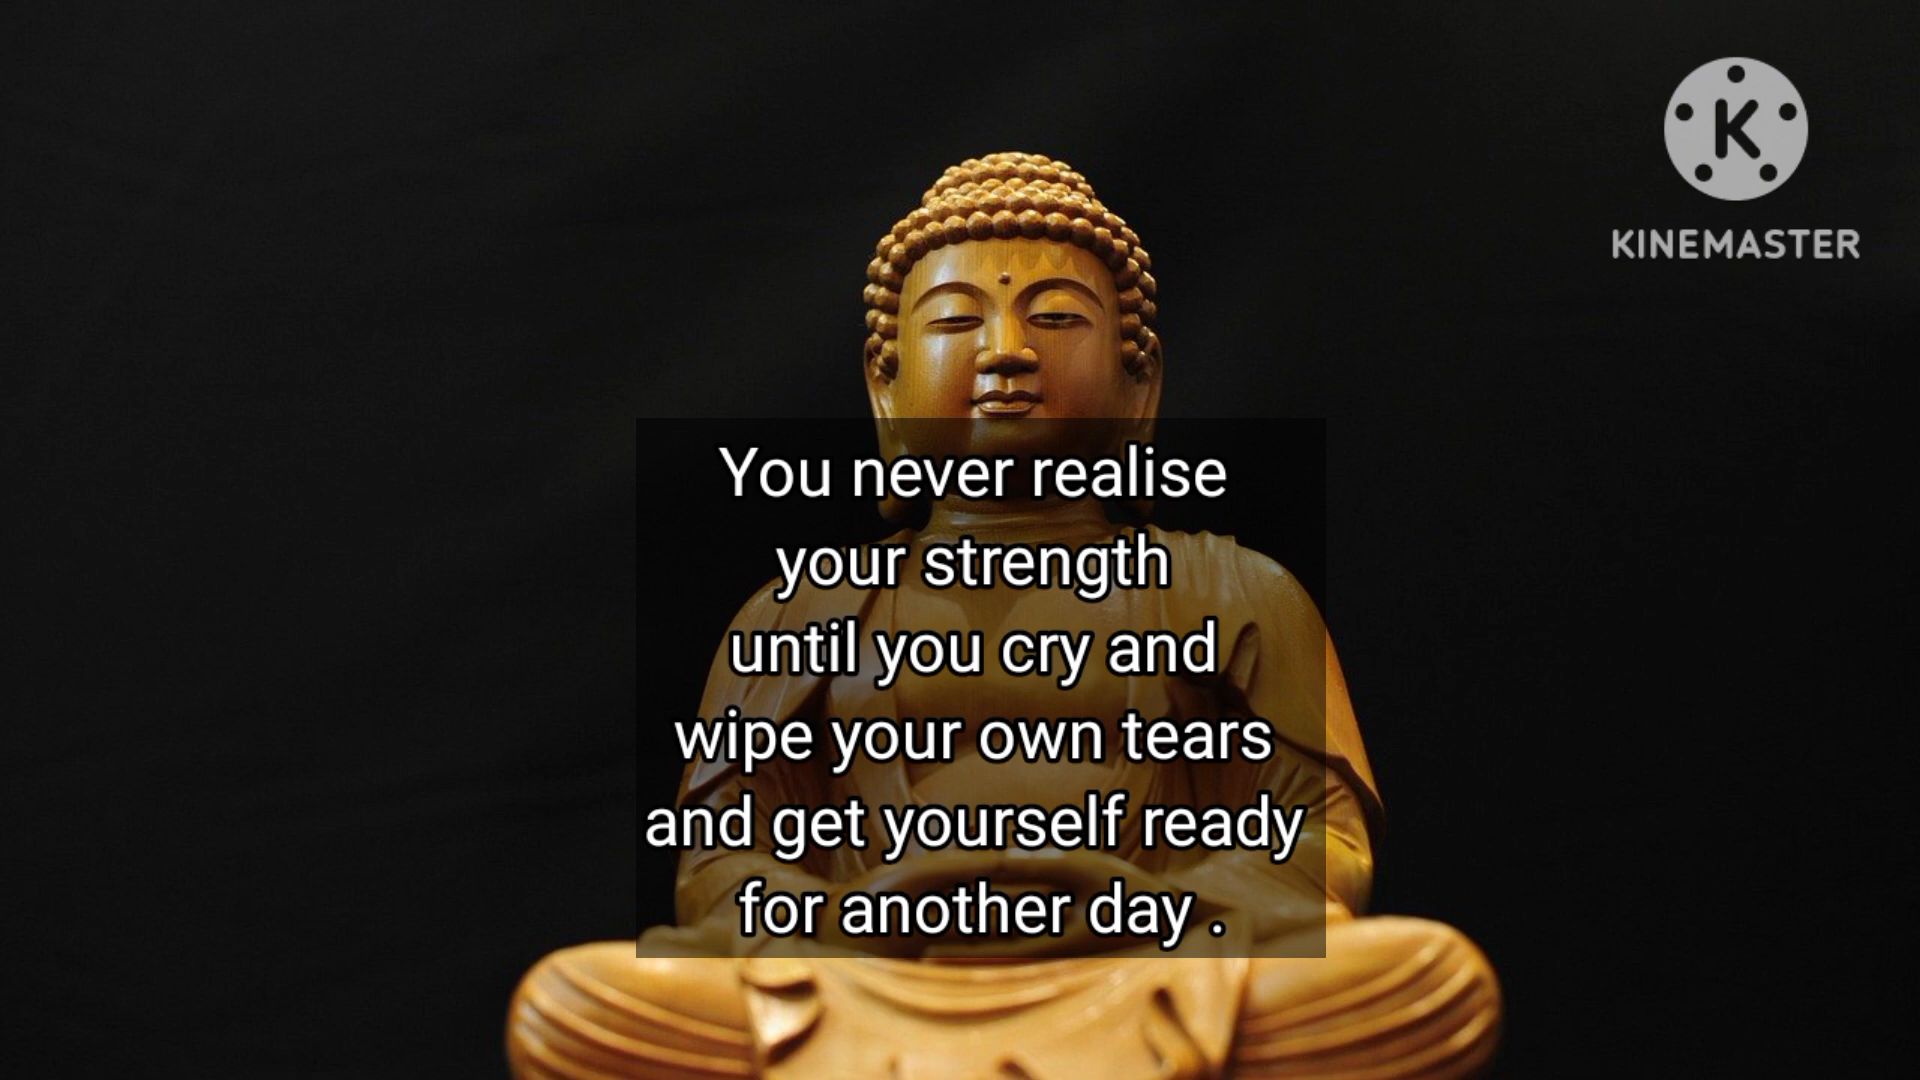 K
KINEMASTER
You never realise
your strength
until you cry and
wipe your own tears
and get yourself ready
for another day .